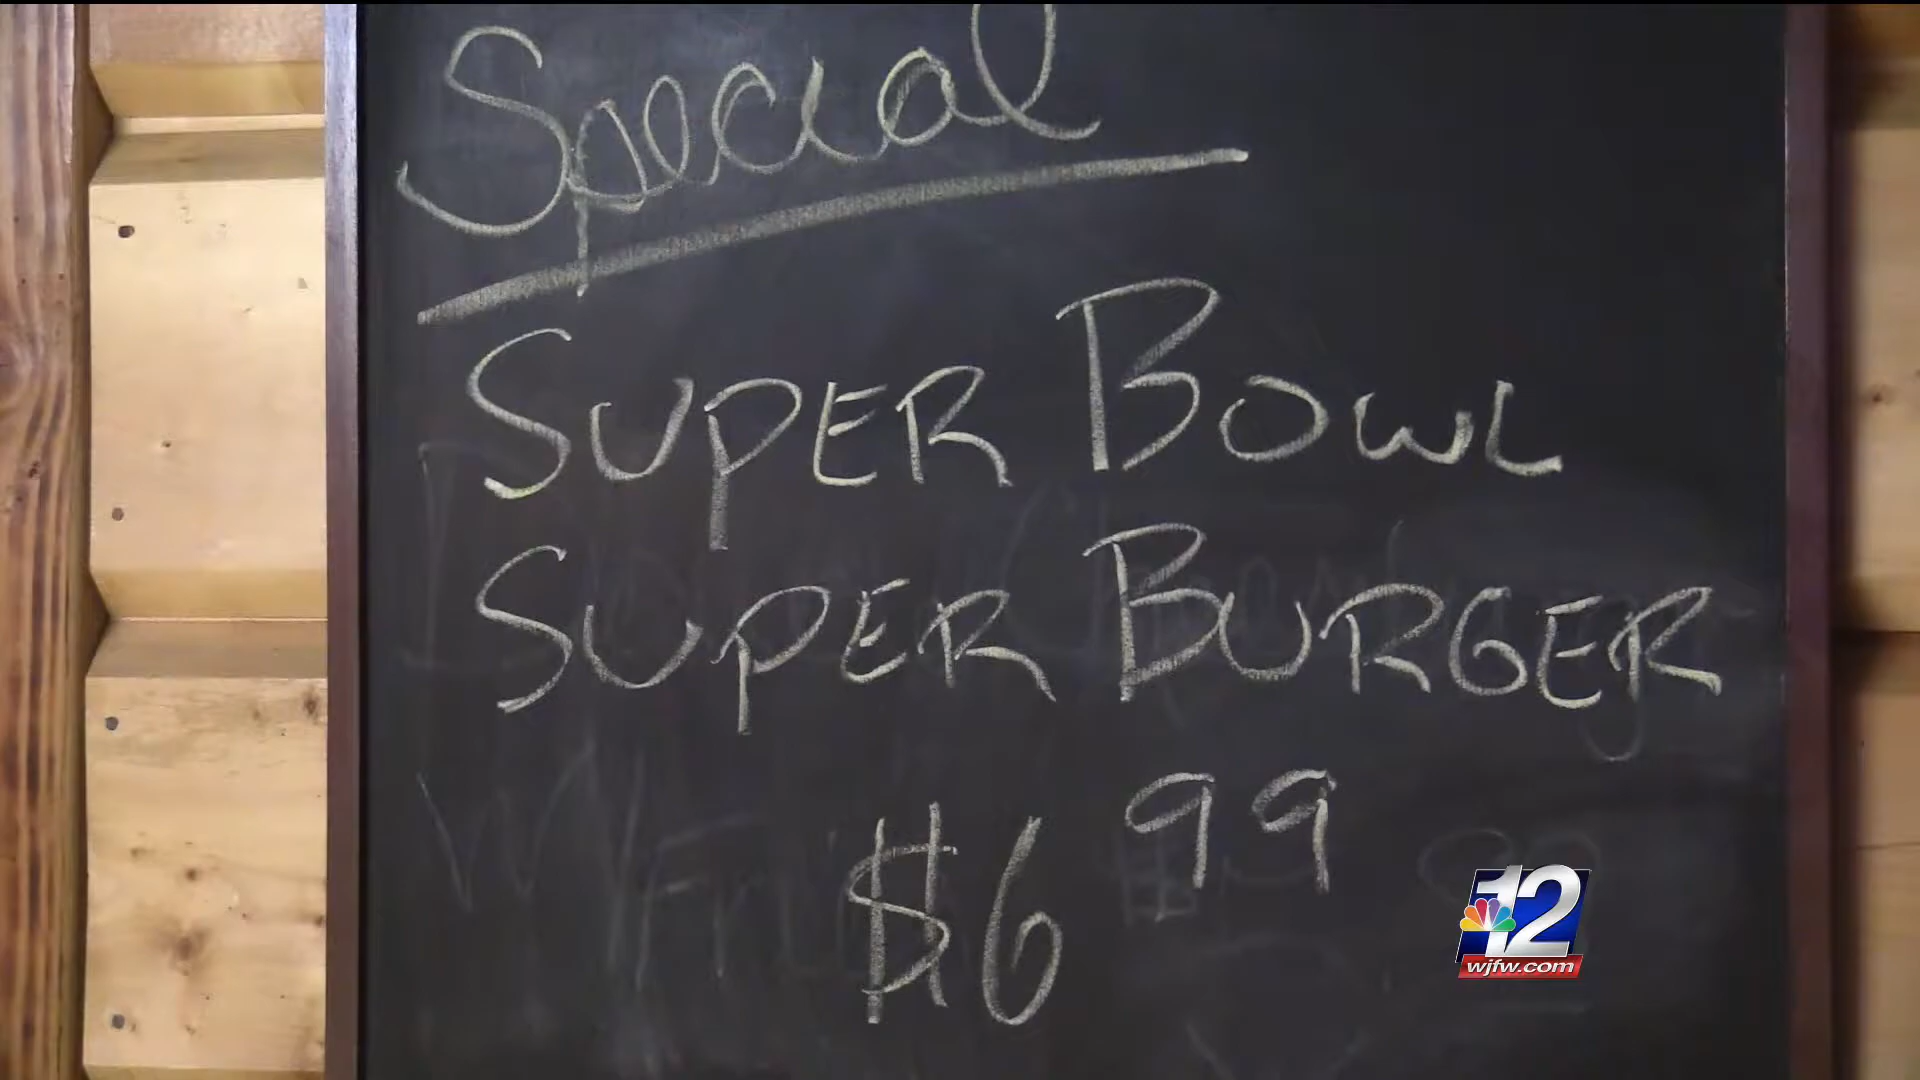 Special
SUPER BOWL
SUPER BURGER
$6 99
12
wjfw.com